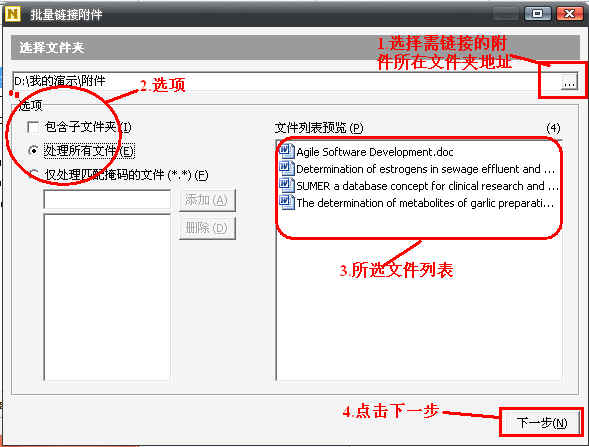 批量链接附件
选择文件夹
1.选择需链接的附
件所在文件夹地址
D:\我的演示\附件
...
2.选项
选项
包含子文件夹(I)
处理所有文件(E)
仅处理匹配掩码的文件 (*.*) (F)
添加 (A)
删除 (D)
文件列表预览 (P)
(4)
Agile Software Development.doc
Determination of estrogens in sewage effluent and ...
SUMER a database concept for clinical research and ...
The determination of metabolites of garlic preparati...
3.所选文件列表
4.点击下一步
下一步(N)